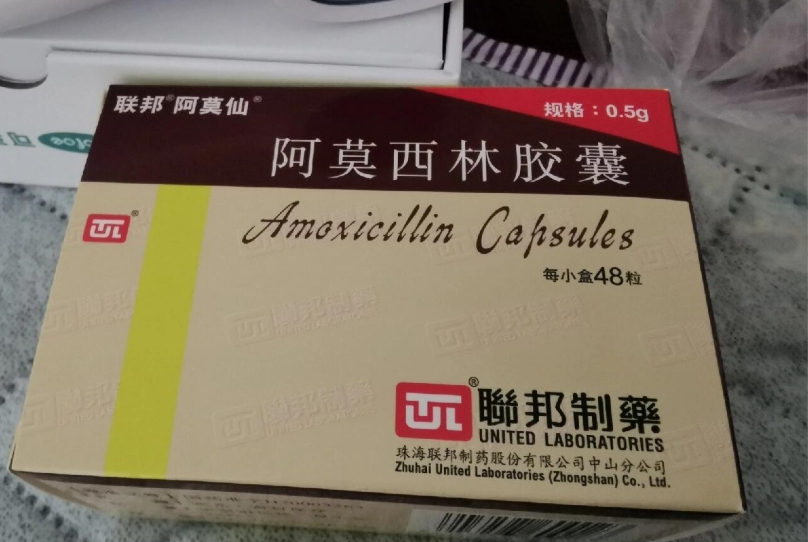 联邦®阿莫仙®
规格：0.5g
阿莫西林胶囊
Amoxicillin Capsules
每小盒48粒
聯邦制藥
UNITED LABORATORIES
珠海联邦制药股份有限公司中山分公司
Zhuhai United Laboratories (Zhongshan) Co., Ltd.